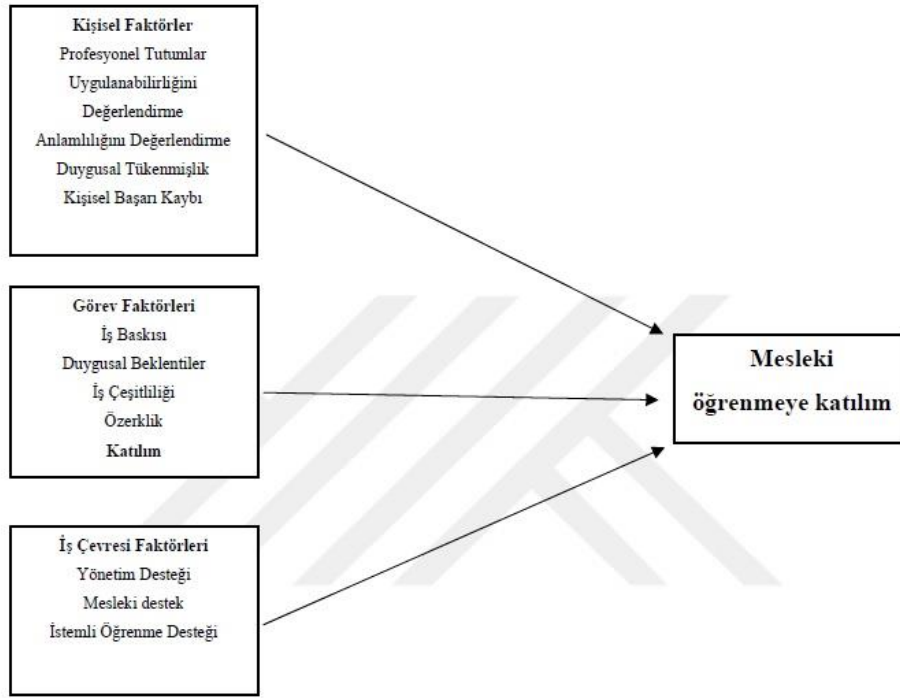 Kişisel Faktörler
Profesyonel Tutumlar
Uygulanabilirliğini
Değerlendirme
Anlamlılığını Değerlendirme
Duygusal Tükenmişlik
Kişisel Başarı Kaybı
Görev Faktörleri
İş Baskısı
Duygusal Beklentiler
İş Çeşitliliği
Özerklik
Katılım
İş Çevresi Faktörleri
Yönetim Desteği
Mesleki destek
İstemli Öğrenme Desteği
Mesleki
öğrenmeye katılım